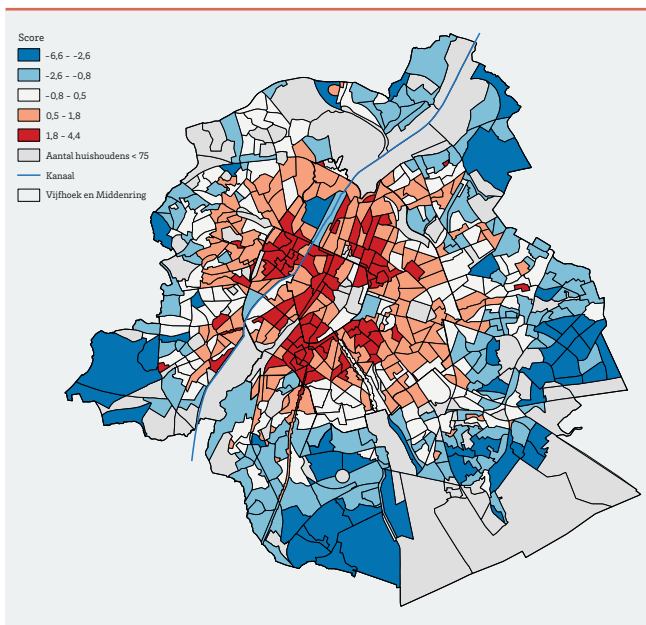 Score
-6,6 - -2,6
-2,6 - -0,8
-0,8 - 0,5
0,5 - 1,8
1,8 - 4,4
Aantal huishoudens < 75
Kanaal
Vijfhoek en Middenring